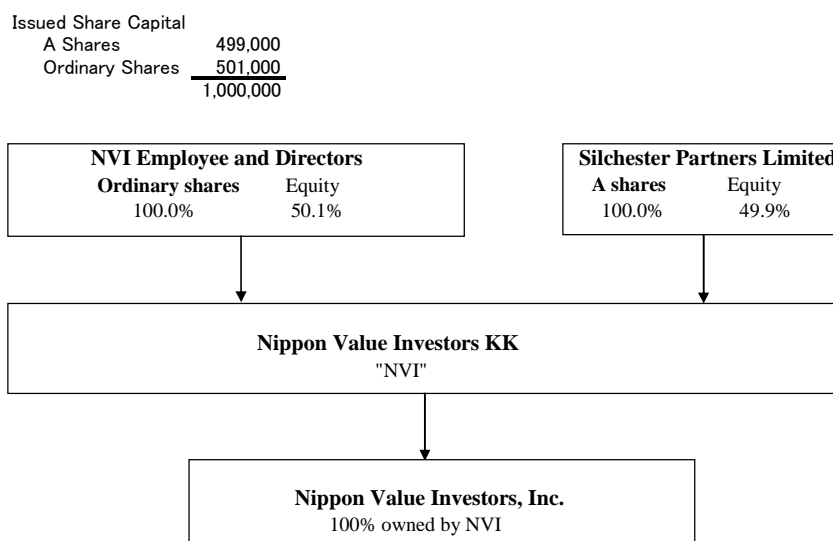 Issued Share Capital
A Shares 499,000
Ordinary Shares 501,000
1,000,000
NVI Employee and Directors
Ordinary shares Equity
100.0% 50.1%
Silchester Partners Limited
A shares Equity
100.0% 49.9%
Nippon Value Investors KK
"NVI"
Nippon Value Investors, Inc.
100% owned by NVI